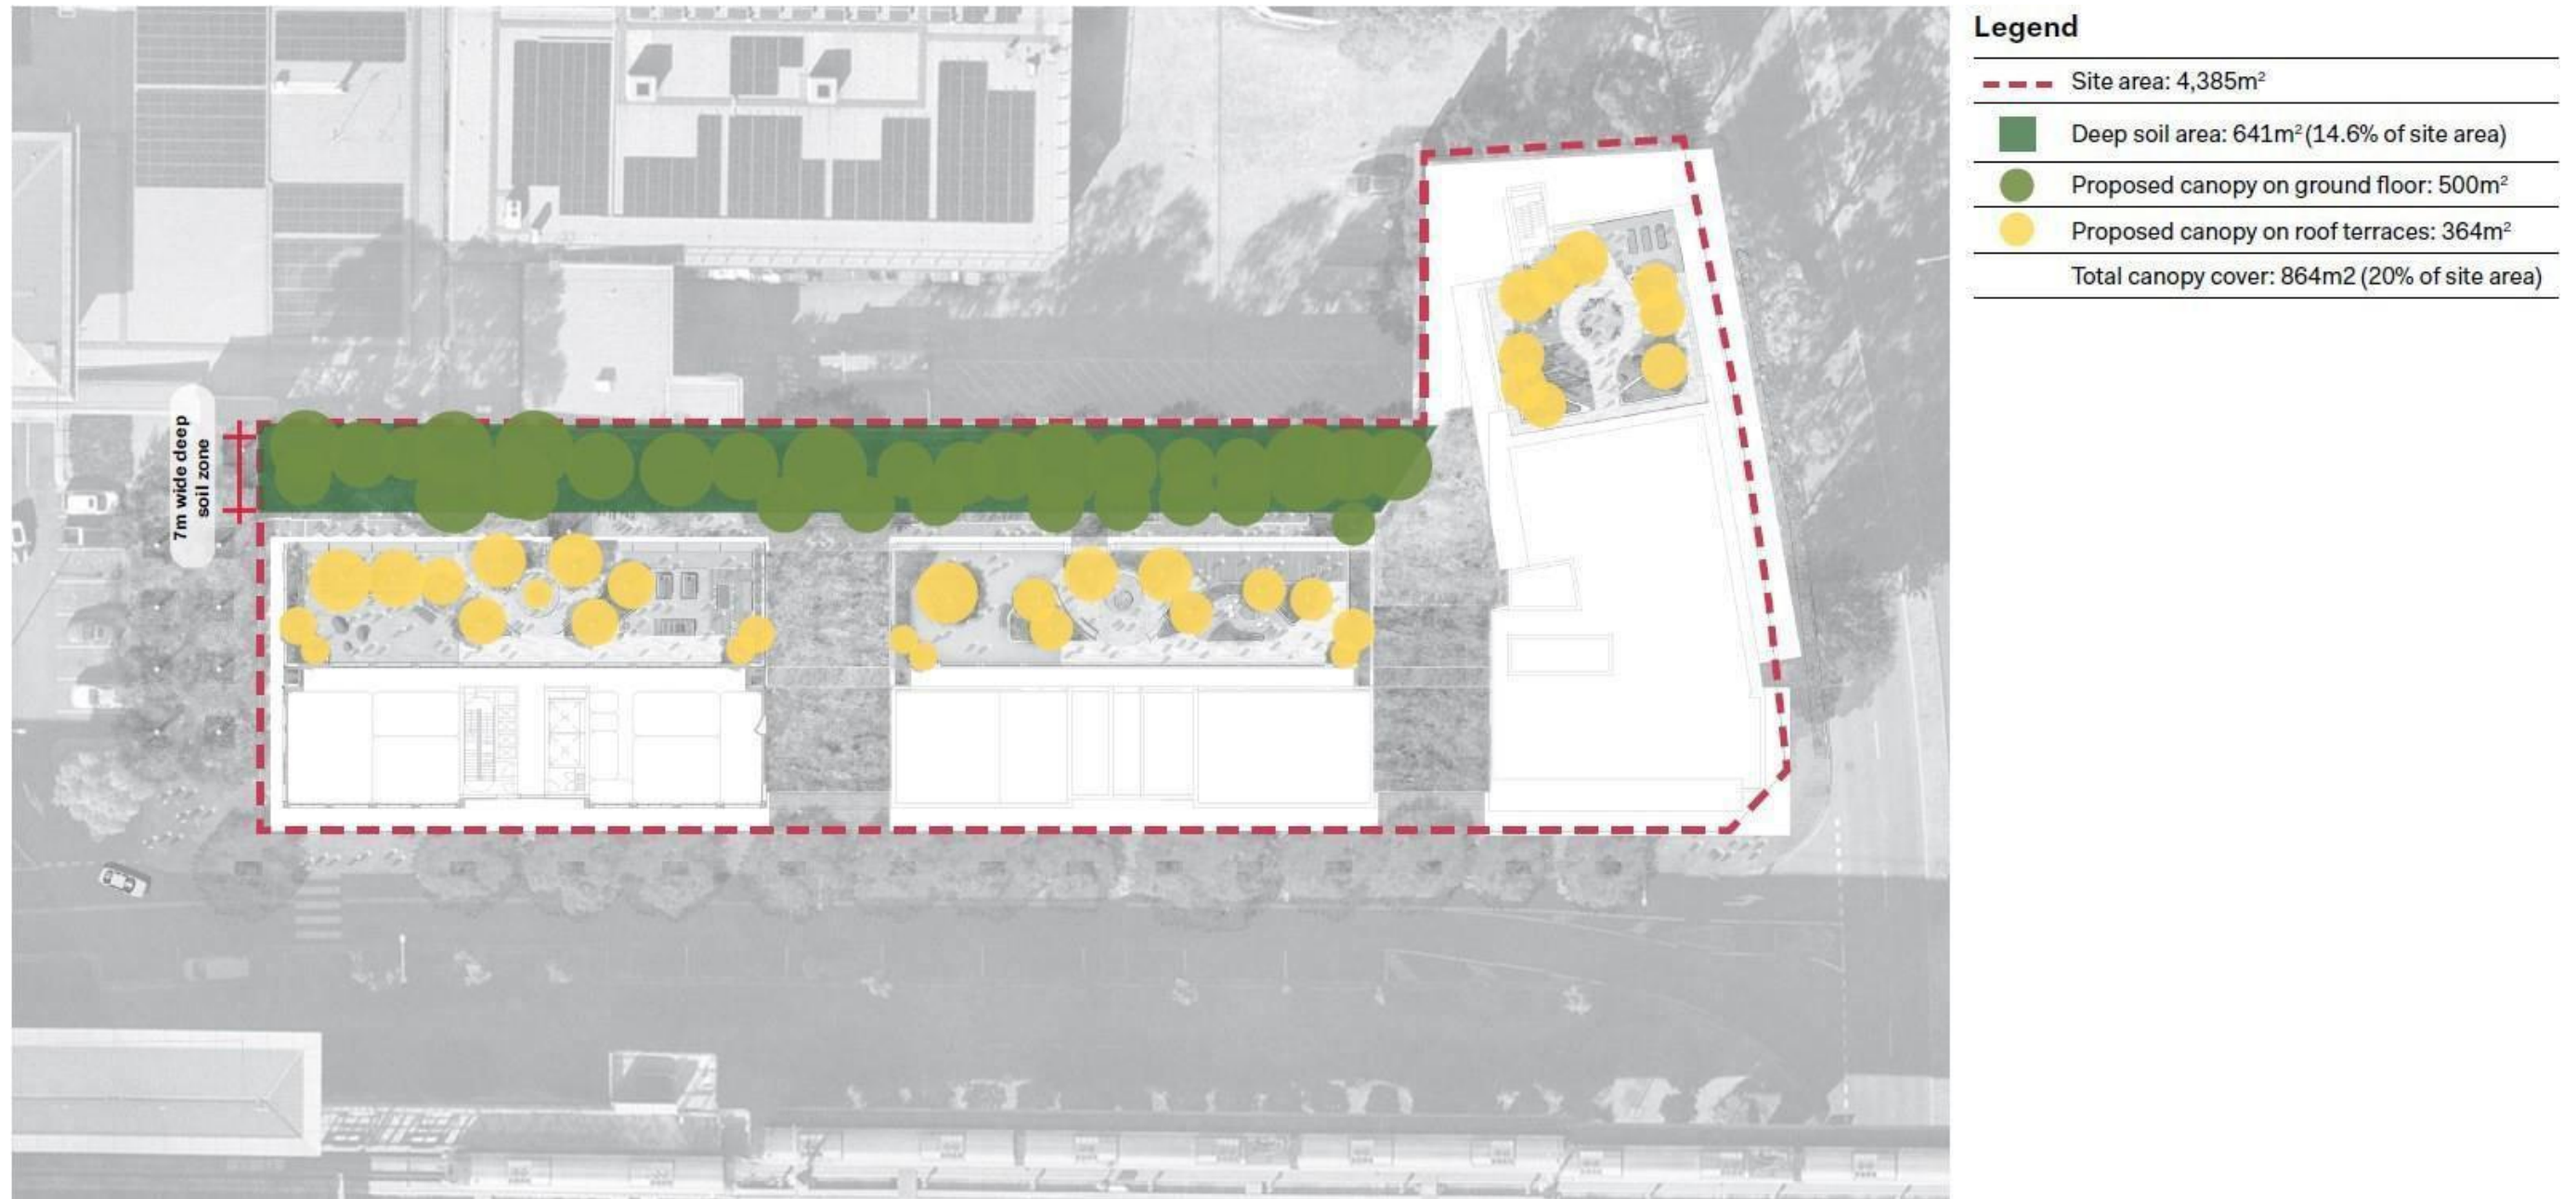 Legend
Site area: 4,385m²
Deep soil area: 641m² (14.6% of site area)
Proposed canopy on ground floor: 500m²
Proposed canopy on roof terraces: 364m²
Total canopy cover: 864m2 (20% of site area)
7m wide deep
soil zone